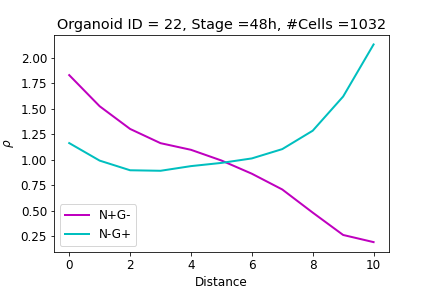 Organoid ID = 22, Stage =48h, #Cells =1032
ρ
2.00
1.75
1.50
1.25
1.00
0.75
0.50
0.25
N+G-
N-G+
0 2 4 6 8 10
Distance